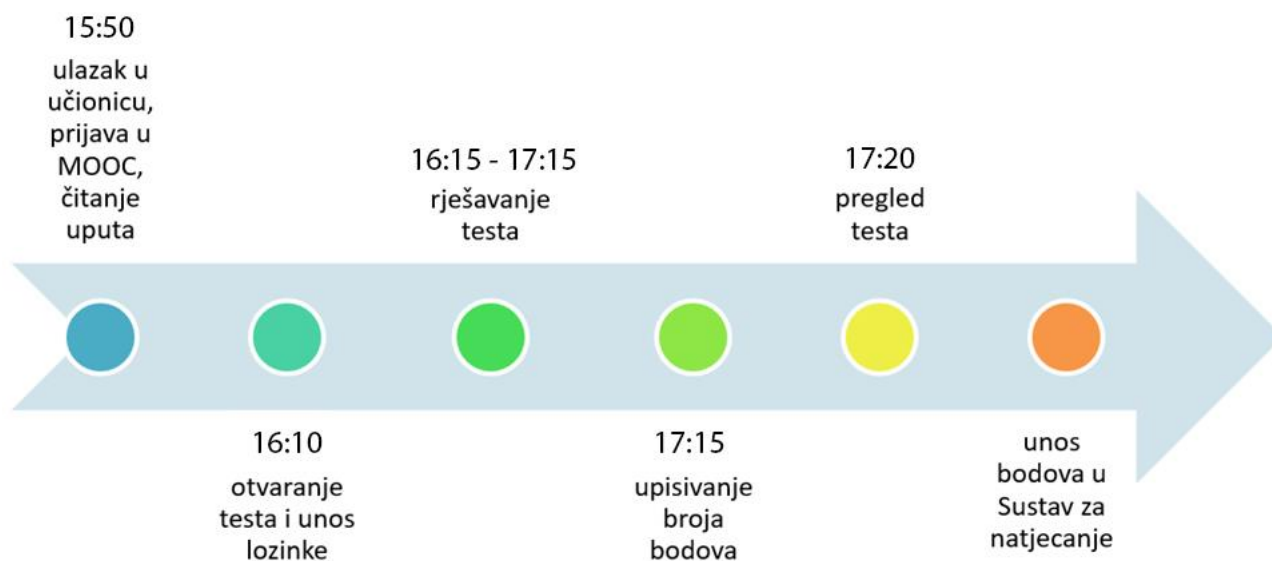 15:50
ulazak u
učionicu,
prijava u
MOOC,
čitanje
uputa
16:10
otvaranje
testa i unos
lozinke
16:15 - 17:15
rješavanje
testa
17:15
upisivanje
broja
bodova
17:20
pregled
testa
unos
bodova u
Sustav za
natjecanje